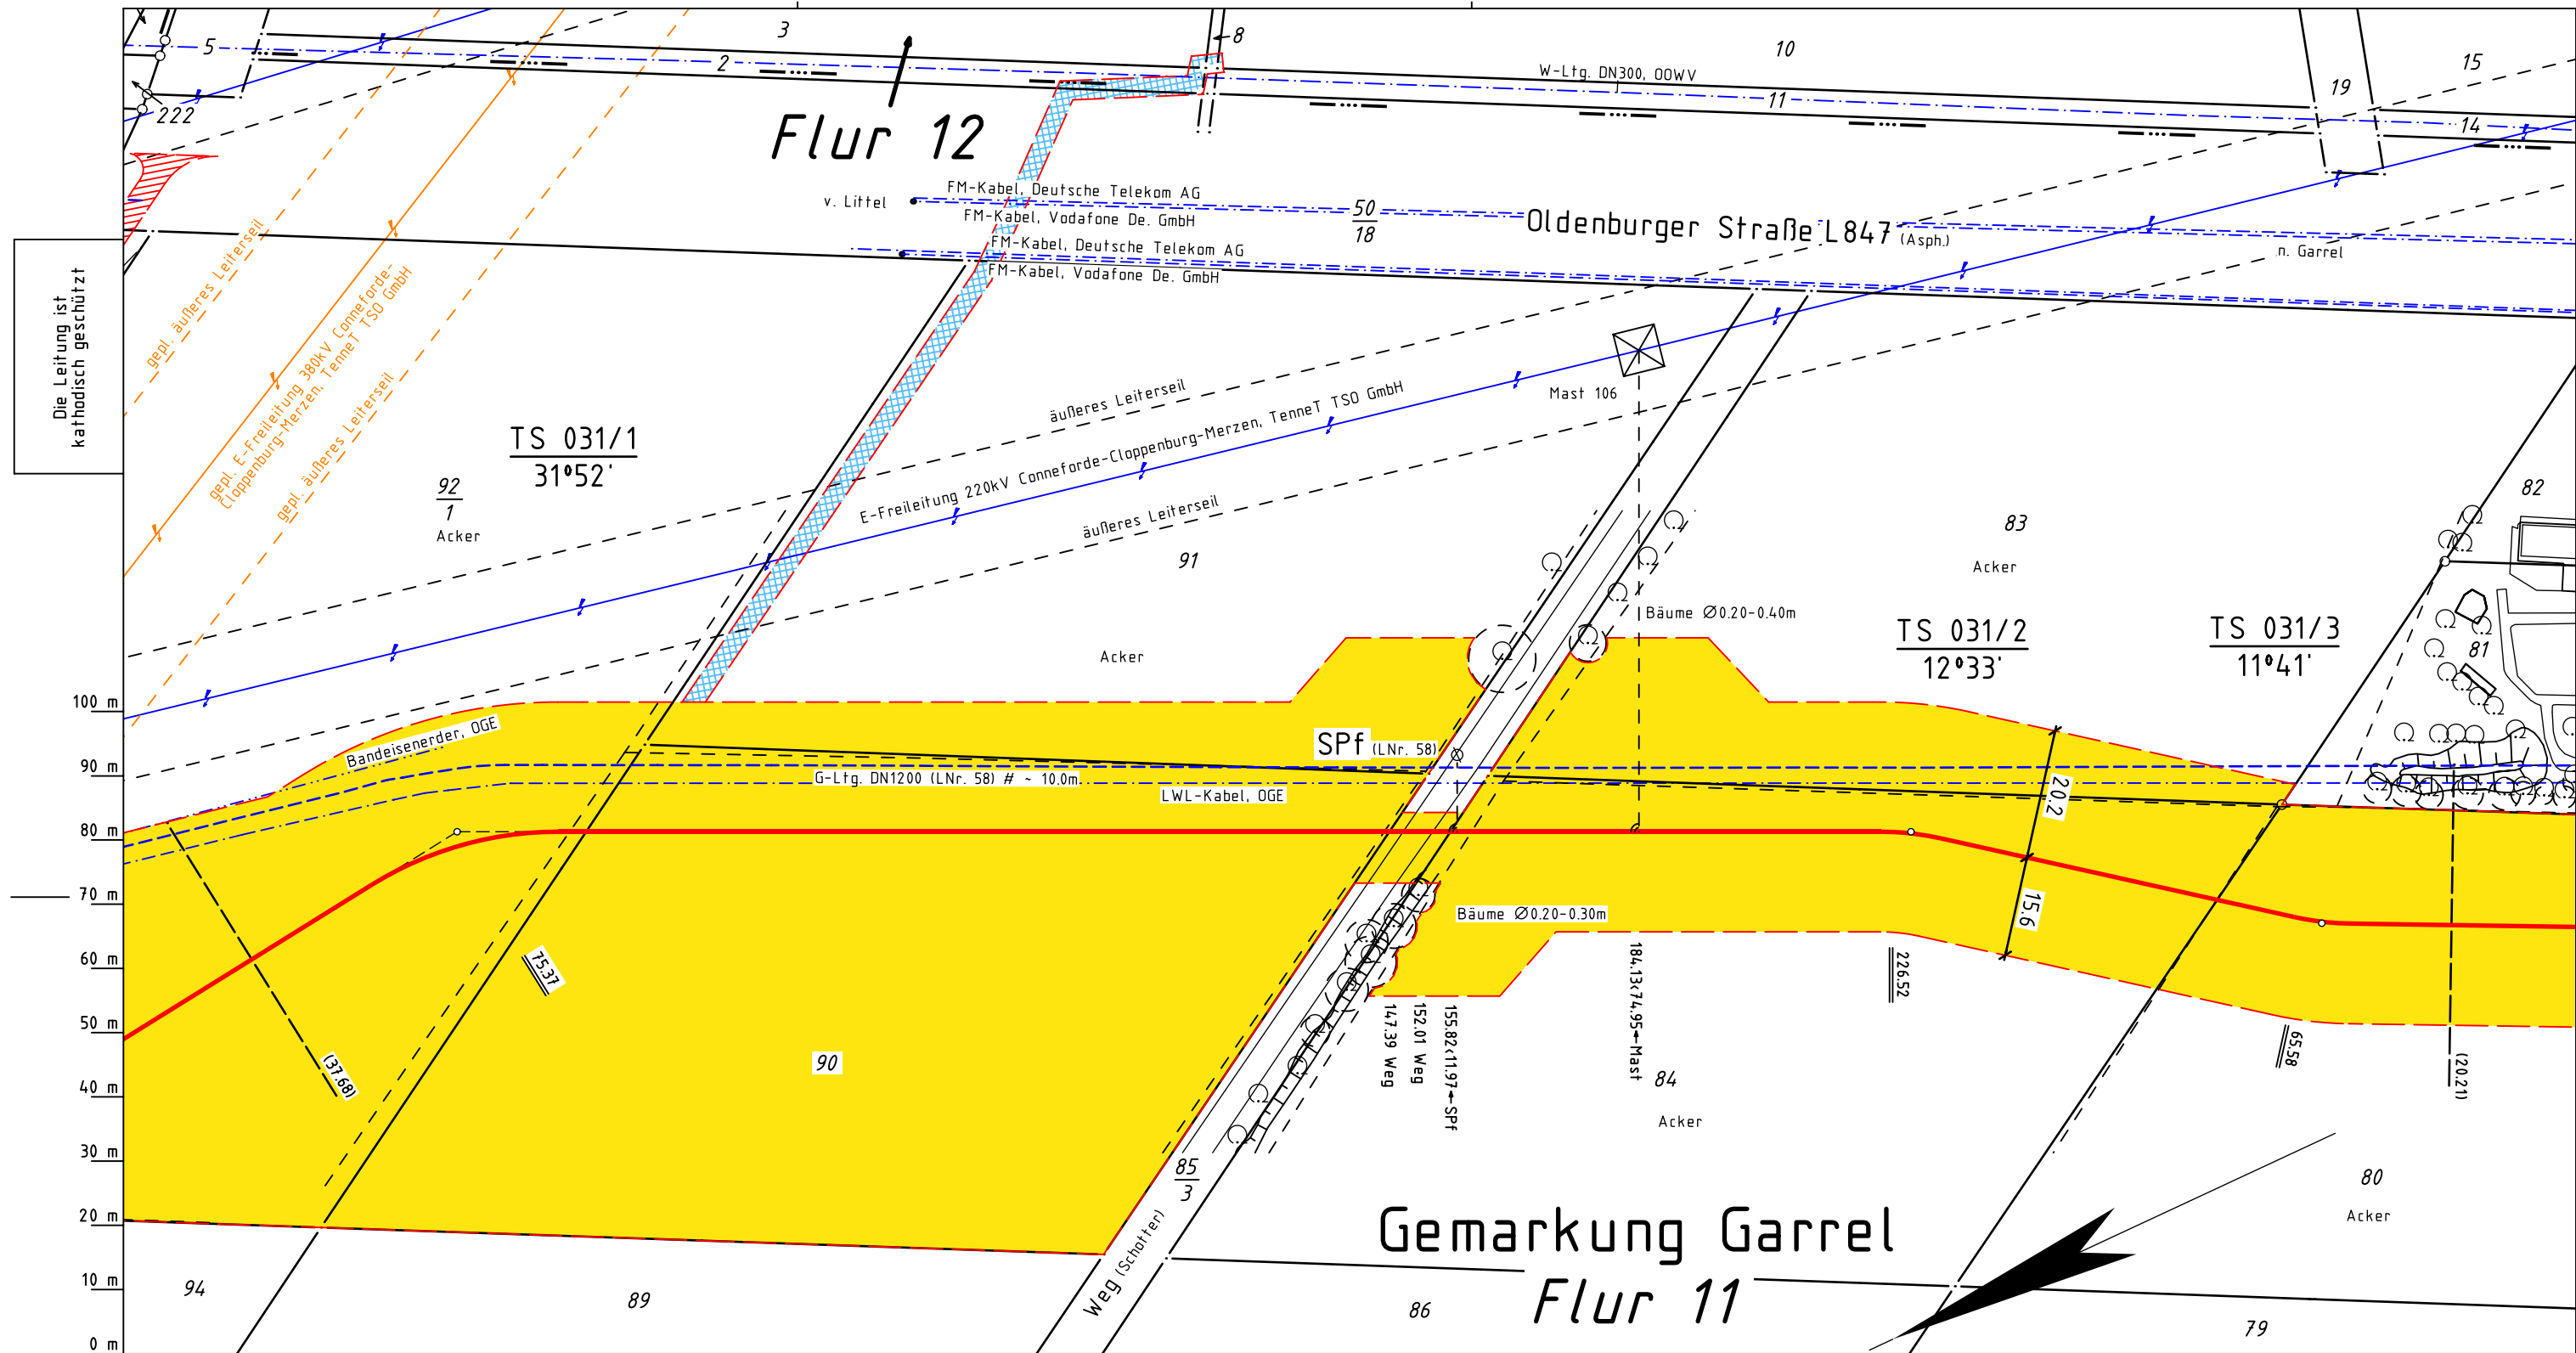 3
8
5
2
10
15
W-Ltg. DN300, OOWV
19
11
14
222
Flur 12
FM-Kabel, Deutsche Telekom AG
v. Littel
FM-Kabel, Vodafone De. GmbH
50
18
Oldenburger Straße L847 (Asph.)
n. Garrel
FM-Kabel, Deutsche Telekom AG
FM-Kabel, Vodafone De. GmbH
Die Leitung ist
kathodisch geschützt
gepl. äußeres Leiterseil
gepl. E-Freileitung 380kV Conneforde-
Cloppenburg-Merzen, TenneT TSO GmbH
gepl. äußeres Leiterseil
TS 031/1
31°52'
92
1
Acker
äußeres Leiterseil
E-Freileitung 220kV Conneforde-Cloppenburg-Merzen, TenneT TSO GmbH
äußeres Leiterseil
Mast 106
91
Acker
83
Acker
82
Bäume Ø0.20-0.40m
TS 031/2
12°33'
TS 031/3
11°41'
81
100 m
90 m
80 m
70 m
60 m
50 m
40 m
30 m
20 m
10 m
0 m
Bandeisenerder, OGE
SPf (LNr. 58)
G-Ltg. DN1200 (LNr. 58) # ~ 10.0m
LWL-Kabel, OGE
20.2
15.6
Bäume Ø0.20-0.30m
75.37
(37.68)
147.39 Weg
152.01 Weg
155.82<11.97→SPf
184.13<74.95→Mast
226.52
65.58
(20.21)
90
84
Acker
85
3
Weg (Schotter)
80
Acker
Gemarkung Garrel
Flur 11
94
89
86
79